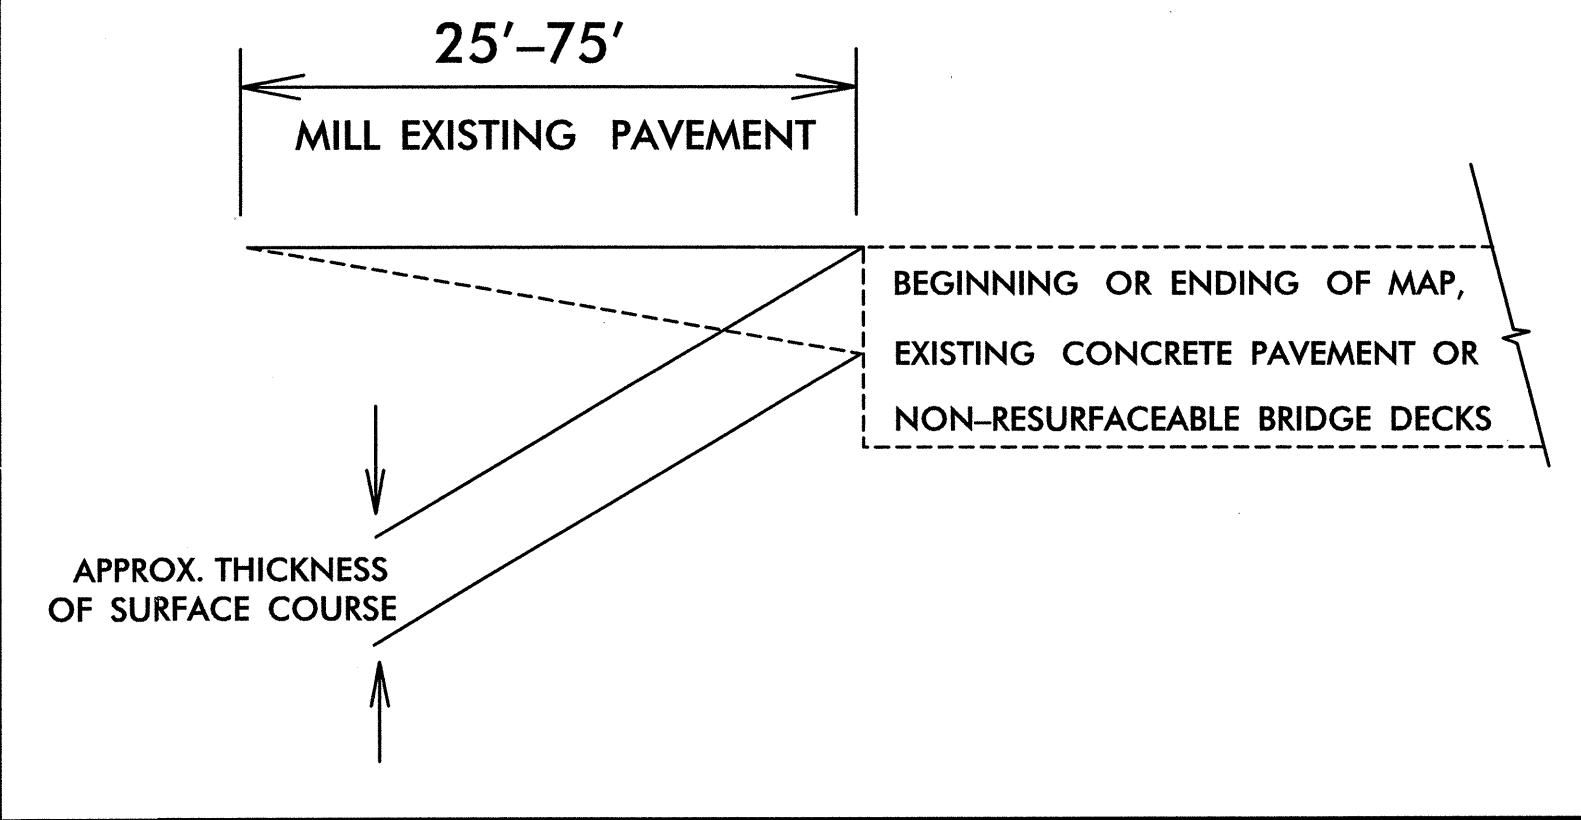 25'–75'
MILL EXISTING PAVEMENT
BEGINNING OR ENDING OF MAP,
EXISTING CONCRETE PAVEMENT OR
NON–RESURFACEABLE BRIDGE DECKS
APPROX. THICKNESS
OF SURFACE COURSE